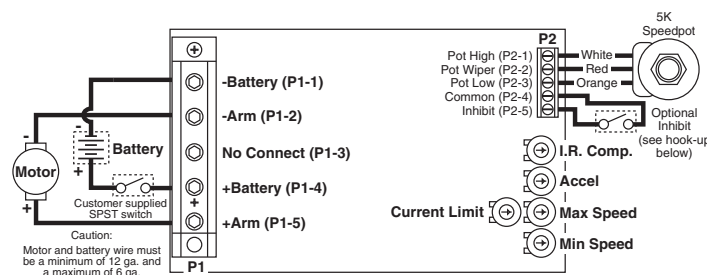 5K
Speedpot
P2
Pot High (P2-1)
White
Pot Wiper (P2-2)
Red
Pot Low (P2-3)
Orange
Common (P2-4)
Inhibit (P2-5)
Optional
Inhibit
(see hook-up
below)
-Battery (P1-1)
-Arm (P1-2)
No Connect (P1-3)
+Battery (P1-4)
+Arm (P1-5)
P1
-
Battery
+
-
Motor
+
+
+
Customer supplied
SPST switch
Caution:
Motor and battery wire must
be a minimum of 12 ga. and
a maximum of 6 ga.
I.R. Comp.
Accel
Current Limit
Max Speed
Min Speed